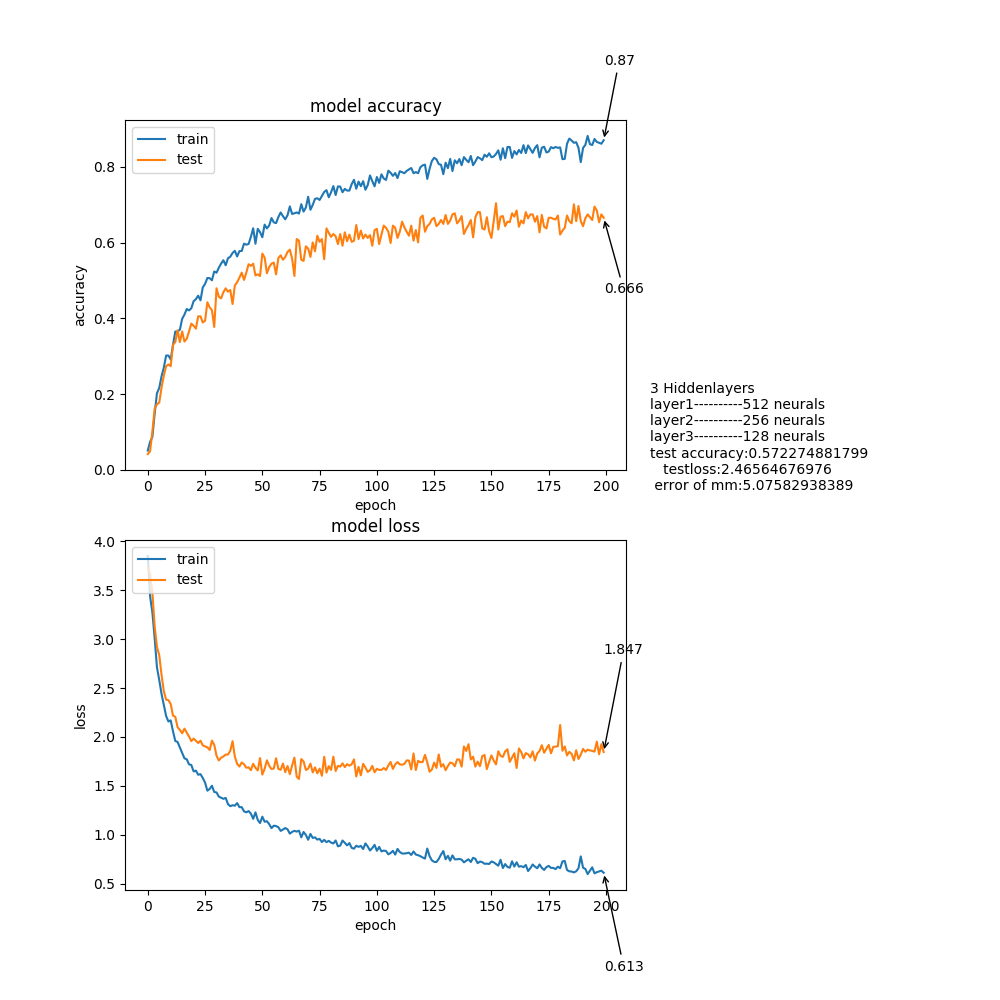 0.87
model accuracy
train
test
0.8
0.6
0.4
0.2
0.0
accuracy
0.666
0 25 50 75 100 125 150 175 200
epoch
3 Hiddenlayers
layer1----------512 neurals
layer2----------256 neurals
layer3----------128 neurals
test accuracy:0.572274881799
testloss:2.46564676976
error of mm:5.07582938389
model loss
train
test
4.0
3.5
3.0
2.5
2.0
1.5
1.0
0.5
loss
1.847
0 25 50 75 100 125 150 175 200
epoch
0.613